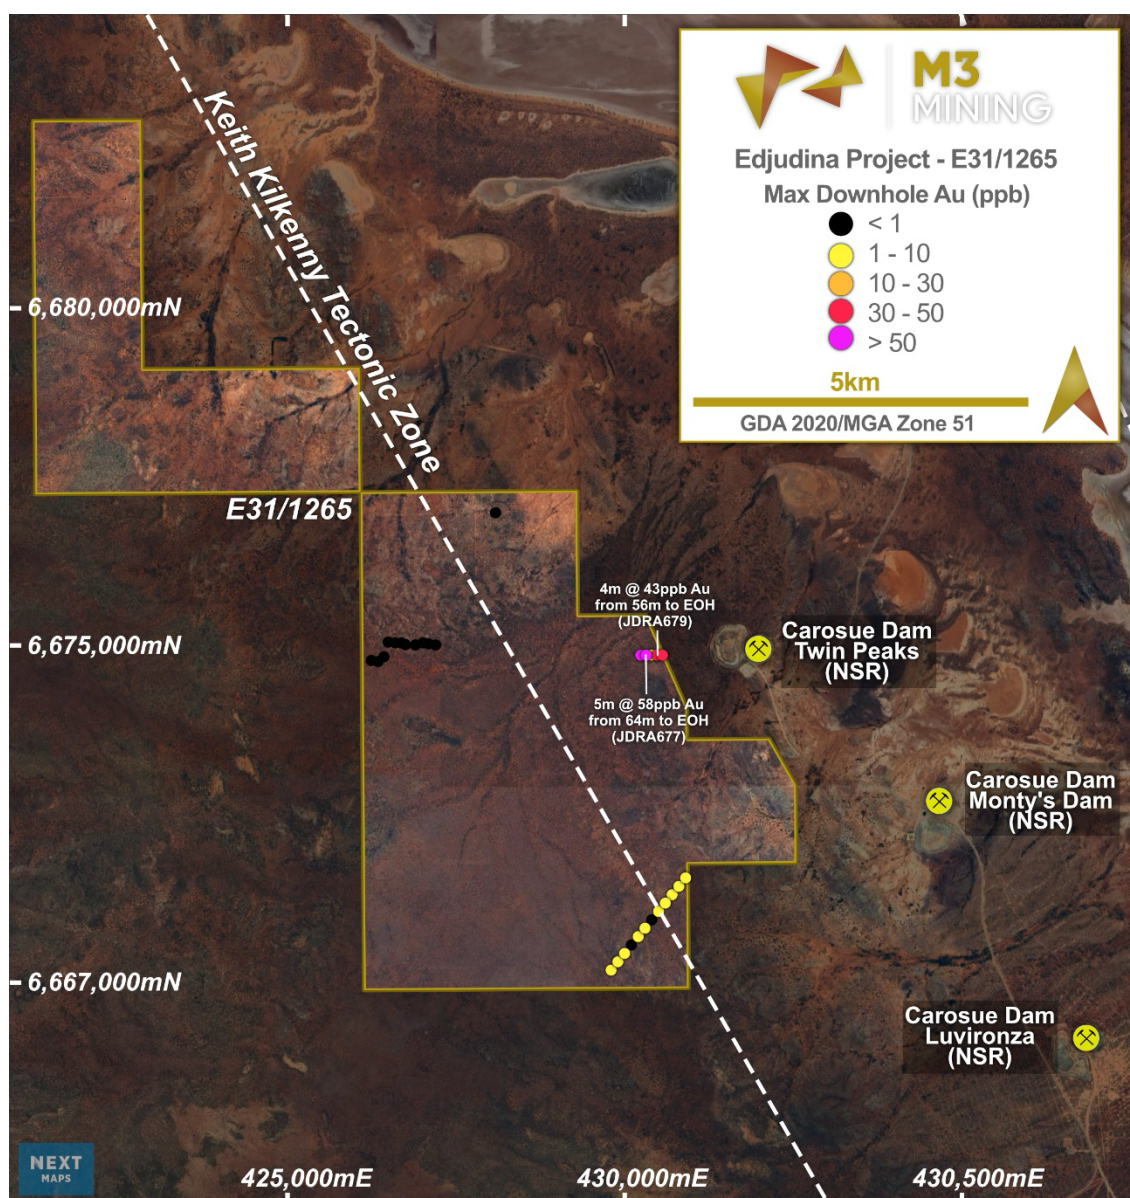 M3
MINING
Edjudina Project - E31/1265
Max Downhole Au (ppb)
< 1
1 - 10
10 - 30
30 - 50
> 50
5km
GDA 2020/MGA Zone 51
Keith Kilkenny Tectonic Zone
6,680,000mN
E31/1265
4m @ 43ppb Au
from 56m to EOH
(JDRA679)
6,675,000mN
Carosue Dam
Twin Peaks
(NSR)
5m @ 58ppb Au
from 64m to EOH
(JDRA677)
Carosue Dam
Monty's Dam
(NSR)
6,667,000mN
Carosue Dam
Luvironza
(NSR)
NEXT
MAPS
425,000mE
430,000mE
430,500mE